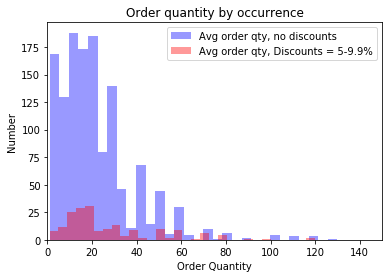 Order quantity by occurrence
Avg order qty, no discounts
Avg order qty, Discounts = 5-9.9%
175
150
125
100
75
50
25
0
Number
0 20 40 60 80 100 120 140
Order Quantity